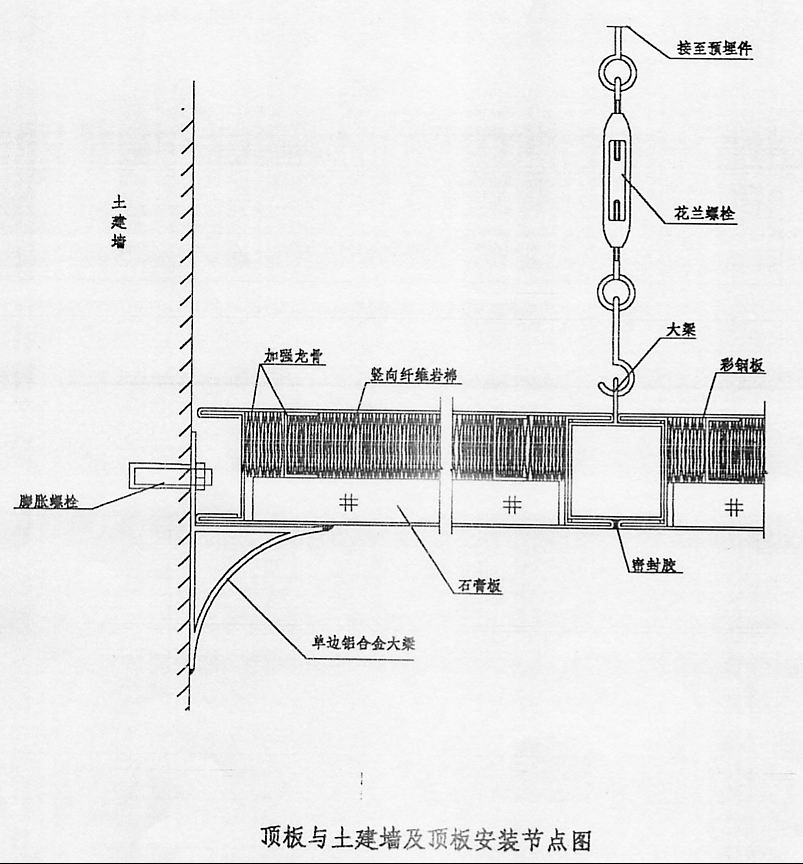 接至预埋件
土建墙
花兰螺栓
大梁
加强龙骨
竖向纤维岩棉
彩钢板
膨胀螺栓
密封胶
石膏板
单边铝合金大梁
顶板与土建墙及顶板安装节点图